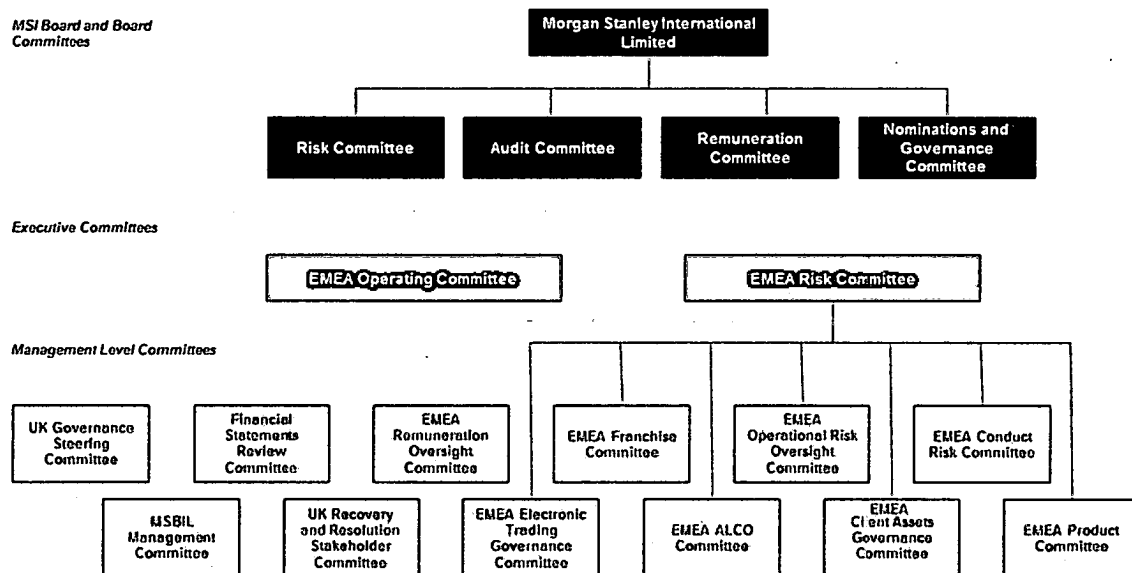 MSI Board and Board
Committees
Morgan Stanley International
Limited
Risk Committee
Audit Committee
Remuneration
Committee
Nominations and
Governance
Committee
Executive Committees
EMEA Operating Committee
EMEA Risk Committee
Management Level Committees
UK Governance
Steering
Committee
Financial
Statements
Review
Committee
EMEA
Remuneration
Oversight
Committee
EMEA Franchise
Committee
EMEA
Operational Risk
Oversight
Committee
EMEA Conduct
Risk Committee
MSBIL
Management
Committee
UK Recovery
and Resolution
Stakeholder
Committee
EMEA Electronic
Trading
Governance
Committee
EMEA ALCO
Committee
EMEA
Client Assets
Governance
Committee
EMEA Product
Committee